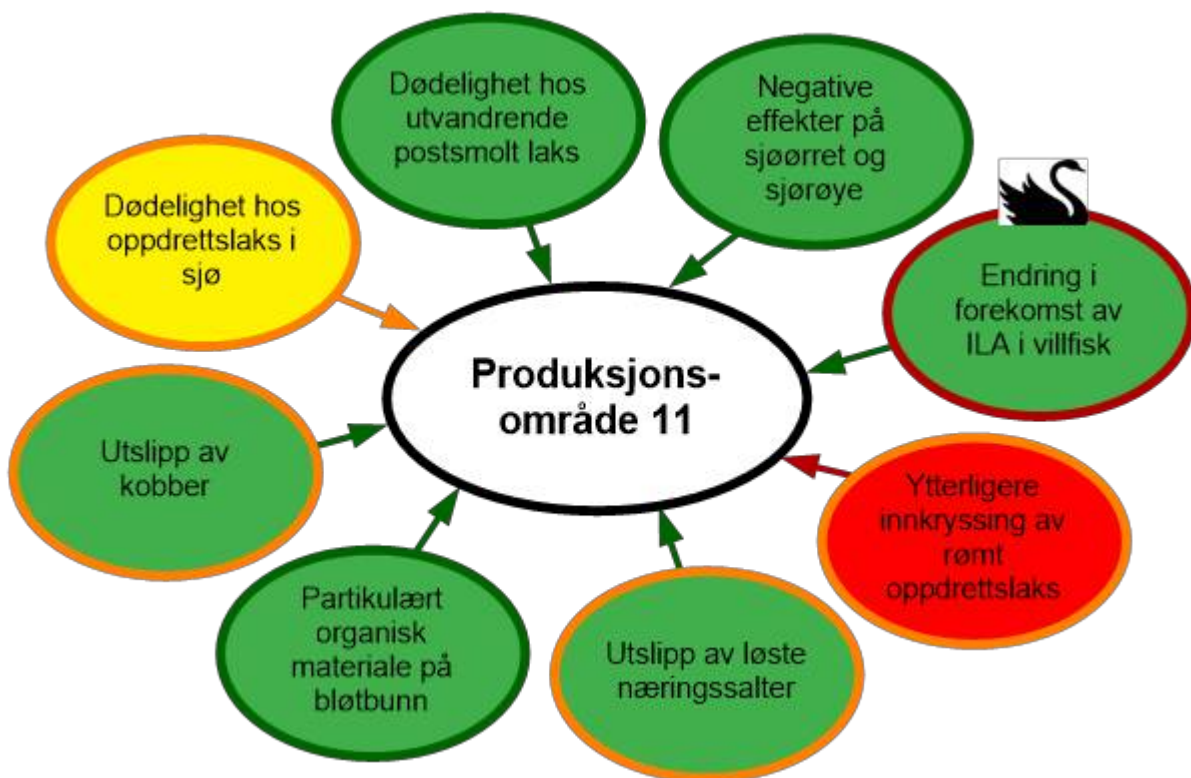 Dødelighet hos
utvandrende
postsmolt laks
Negative
effekter på
sjøørret og
sjørøye
Dødelighet hos
oppdrettslaks i
sjø
Endring i
forekomst av
ILA i villfisk
Produksjons-
område 11
Utslipp av
kobber
Ytterligere
innkryssing av
rømt
oppdrettslaks
Partikulært
organisk
materiale på
bløtbunn
Utslipp av løste
næringssalter